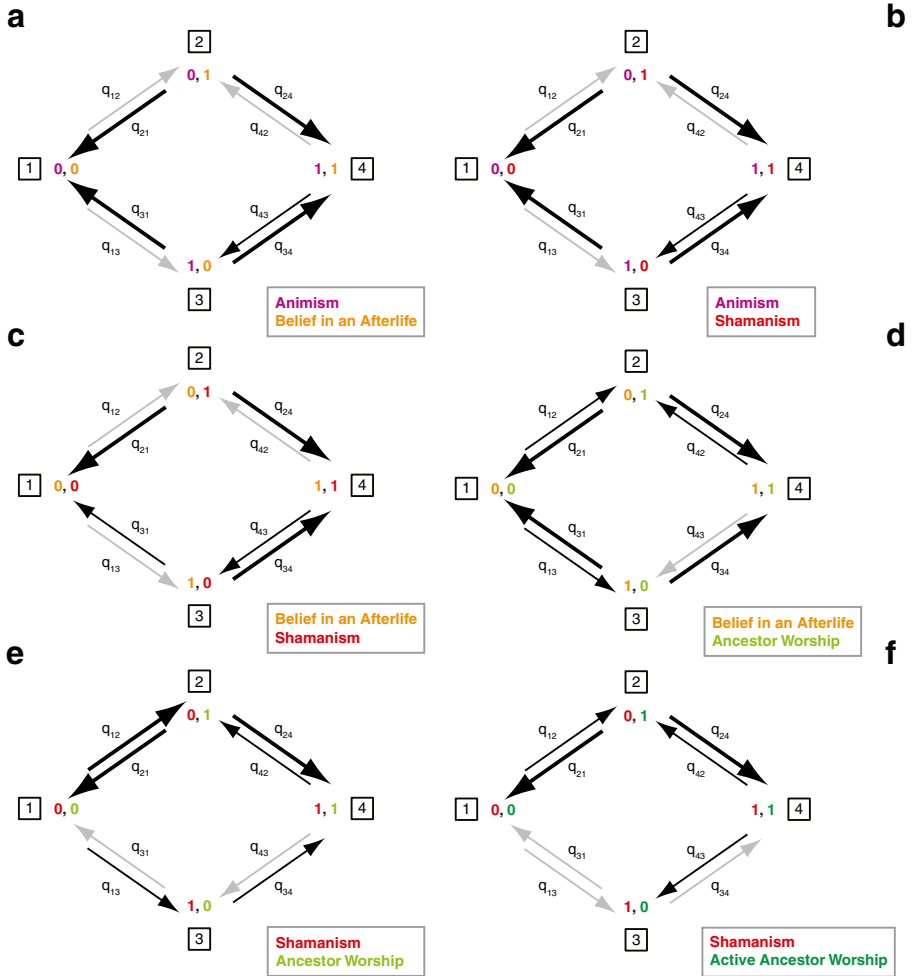 a
2
0, 1
q12
q24
q21
q42
1
0, 0
1, 1
4
q31
q43
q13
q34
1, 0
3
Animism
Belief in an Afterlife
b
2
0, 1
q12
q24
q21
q42
1
0, 0
1, 1
4
q31
q43
q13
q34
1, 0
3
Animism
Shamanism
c
2
0, 1
q12
q24
q21
q42
1
0, 0
1, 1
4
q31
q43
q13
q34
1, 0
3
Belief in an Afterlife
Shamanism
d
2
0, 1
q12
q24
q21
q42
1
0, 0
1, 1
4
q31
q43
q13
q34
1, 0
3
Belief in an Afterlife
Ancestor Worship
e
2
0, 1
q12
q24
q21
q42
1
0, 0
1, 1
4
q31
q43
q13
q34
1, 0
3
Shamanism
Ancestor Worship
f
2
0, 1
q12
q24
q21
q42
1
0, 0
1, 1
4
q31
q43
q13
q34
1, 0
3
Shamanism
Active Ancestor Worship